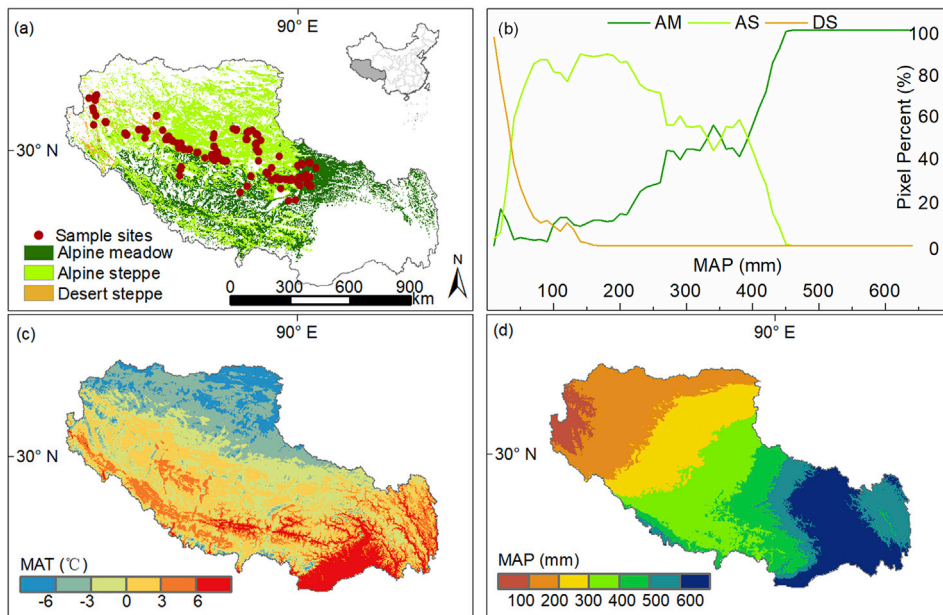 (a)
90° E
30° N
Sample sites
Alpine meadow
Alpine steppe
Desert steppe
N
0 300 600 900
km
(b)
AM AS DS
100
80
60
40
20
0
Pixel Percent (%)
MAP (mm)
100 200 300 400 500 600
(c)
90° E
30° N
MAT (℃)
-6 -3 0 3 6
(d)
90° E
30° N
MAP (mm)
100 200 300 400 500 600